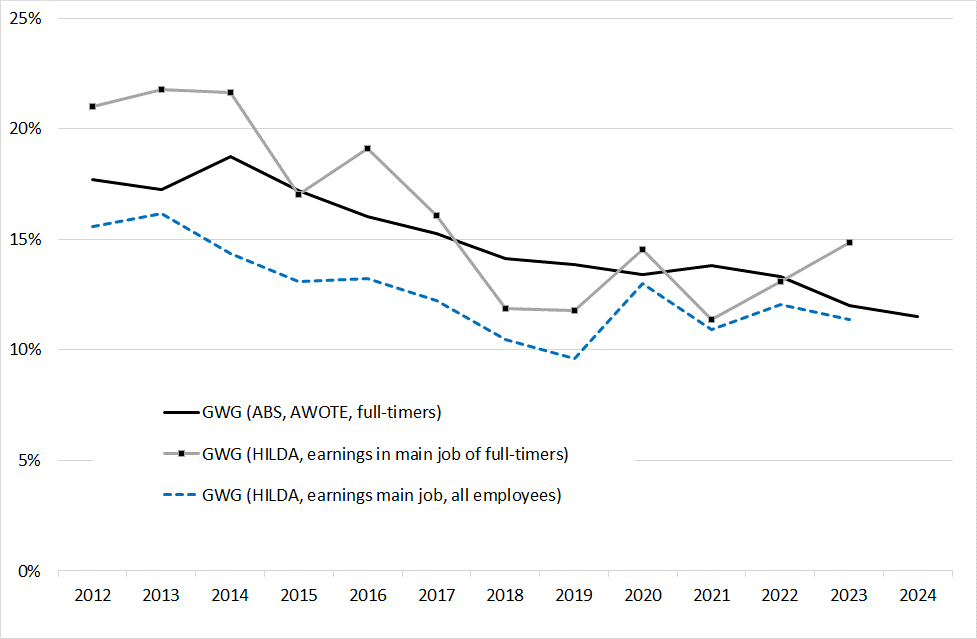 25%
20%
15%
10%
5%
0%
GWG (ABS, AWOTE, full-timers)
GWG (HILDA, earnings in main job of full-timers)
GWG (HILDA, earnings main job, all employees)
2012 2013 2014 2015 2016 2017 2018 2019 2020 2021 2022 2023 2024